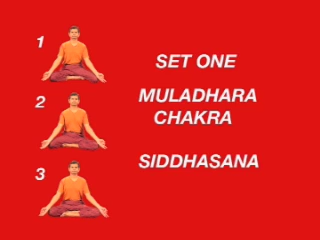 1
SET ONE
2
MULADHARA
CHAKRA
3
SIDDHASANA